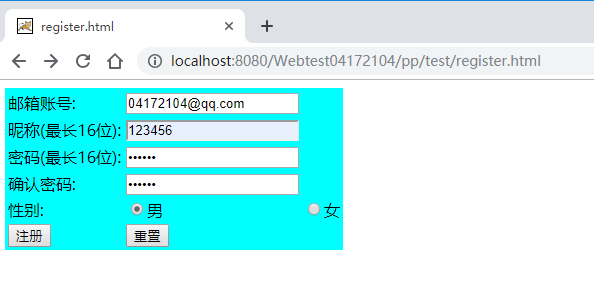 register.html
localhost:8080/Webtest04172104/pp/test/register.html
邮箱账号: 04172104@qq.com
昵称(最长16位): 123456
密码(最长16位): ••••••
确认密码: ••••••
性别: 男 女
注册 重置